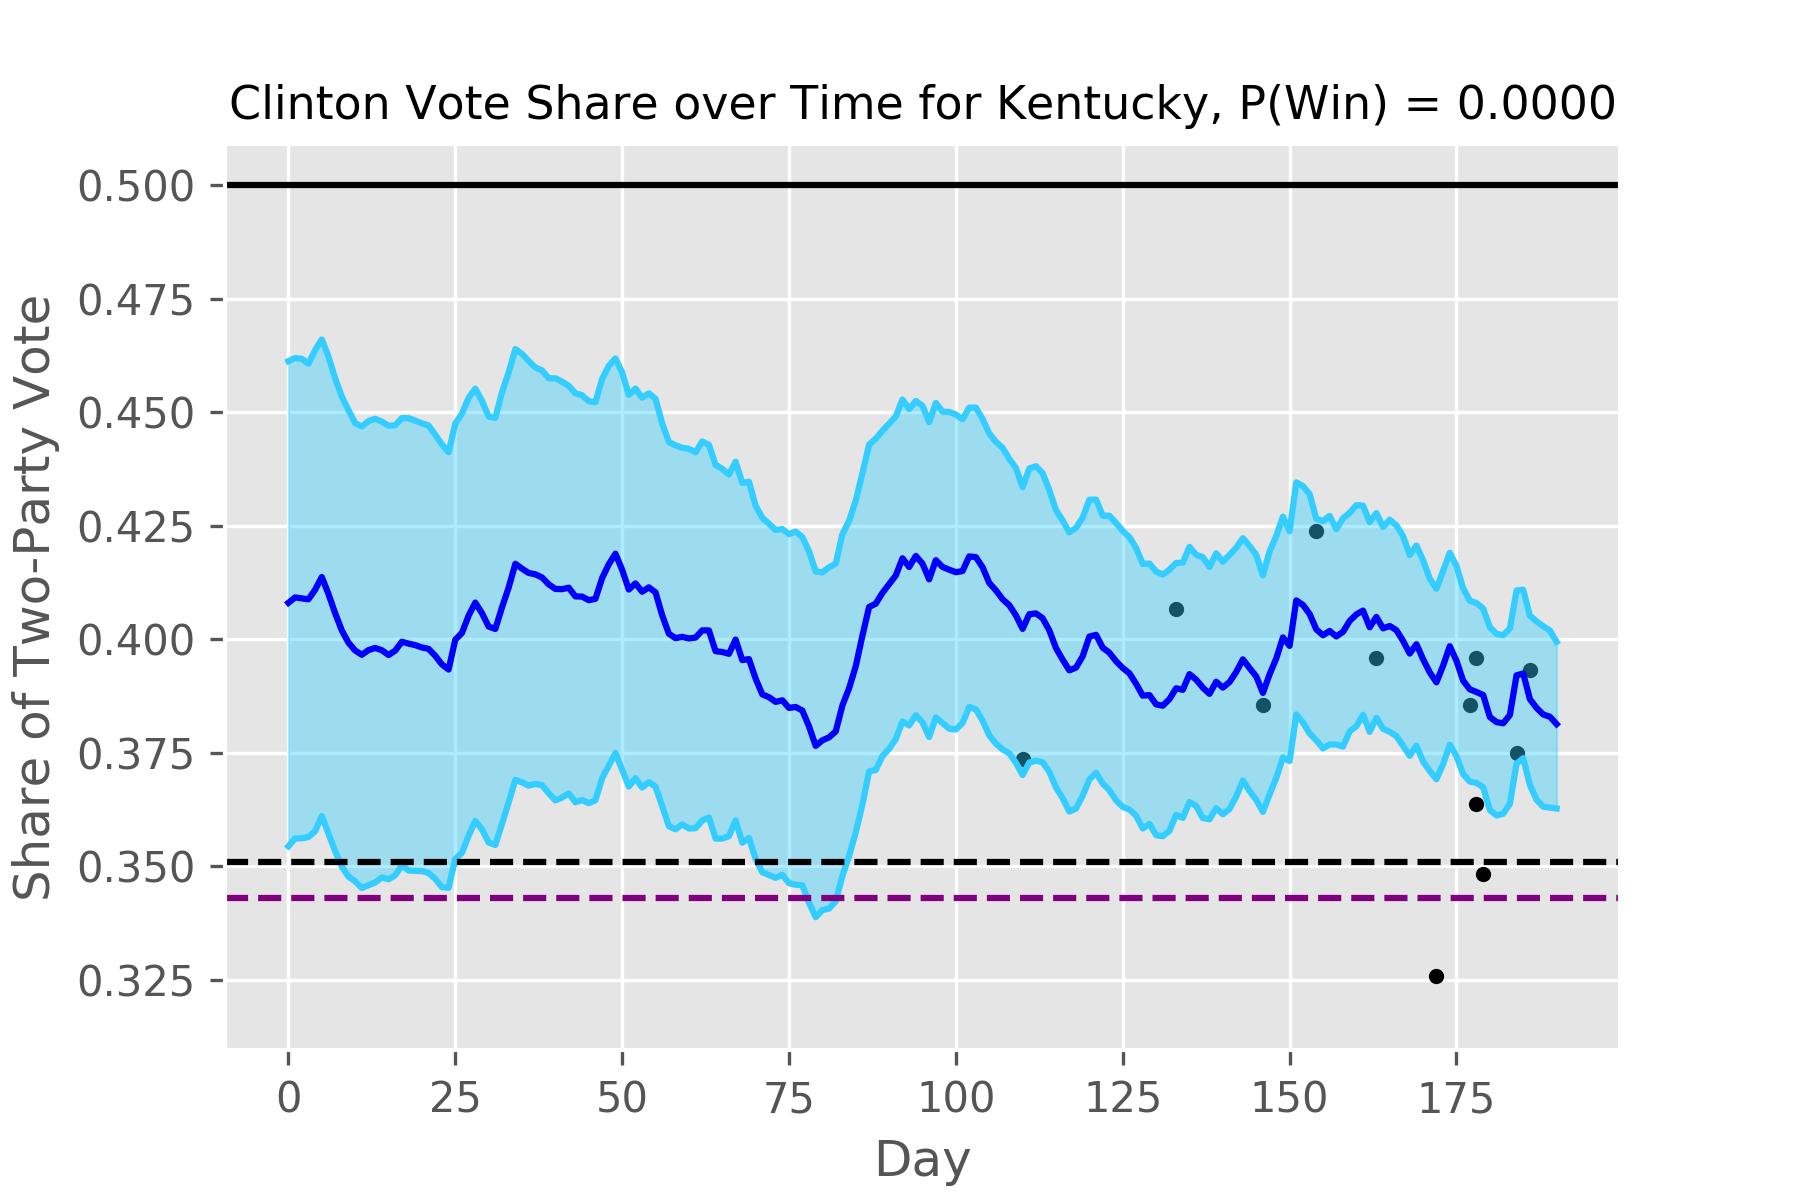 Clinton Vote Share over Time for Kentucky, P(Win) = 0.0000
Share of Two-Party Vote
0.500
0.475
0.450
0.425
0.400
0.375
0.350
0.325
0 25 50 75 100 125 150 175
Day